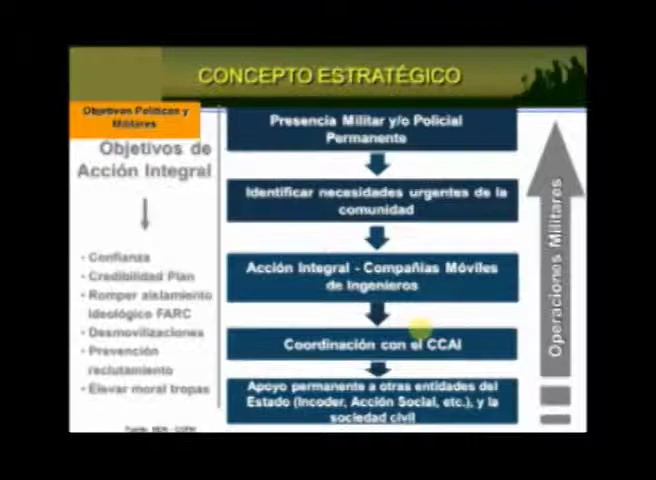 CONCEPTO ESTRATÉGICO
Objetivos Políticos y
Militares
Objetivos de
Acción Integral
· Confianza
· Credibilidad Plan
· Romper aislamiento
ideológico FARC
· Desmovilizaciones
· Prevención
reclutamiento
· Elevar moral tropas
Presencia Militar y/o Policial
Permanente
Identificar necesidades urgentes de la
comunidad
Acción Integral - Compañías Móviles
de Ingenieros
Coordinación con el CCAI
Apoyo permanente a otras entidades del
Estado (Incoder, Acción Social, etc.), y la
sociedad civil
Operaciones Militares